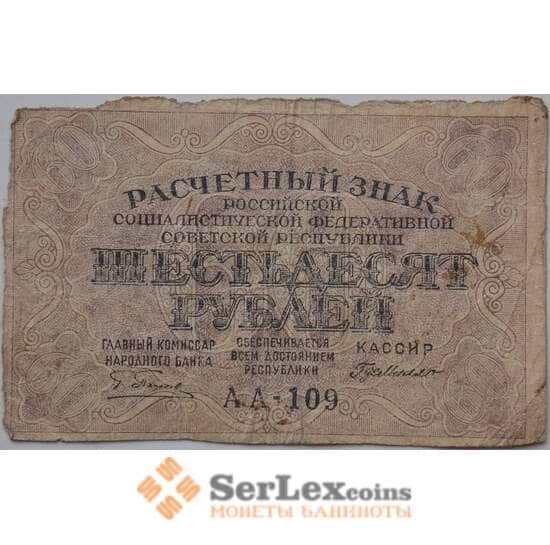 60
РАСЧЕТНЫЙ ЗНАК
РОССИЙСКОЙ
СОЦИАЛИСТИЧЕСКОЙ ФЕДЕРАТИВНОЙ
СОВЕТСКОЙ РЕСПУБЛИКИ
ШЕСТЬДЕСЯТ
РУБЛЕЙ
ГЛАВНЫЙ КОМИССАР
НАРОДНОГО БАНКА
ОБЕСПЕЧИВАЕТСЯ
ВСЕМ ДОСТОЯНИЕМ
РЕСПУБЛИКИ
КАССИР
АА-109
SerLexcoins
МОНЕТЫ БАНКНОТЫ